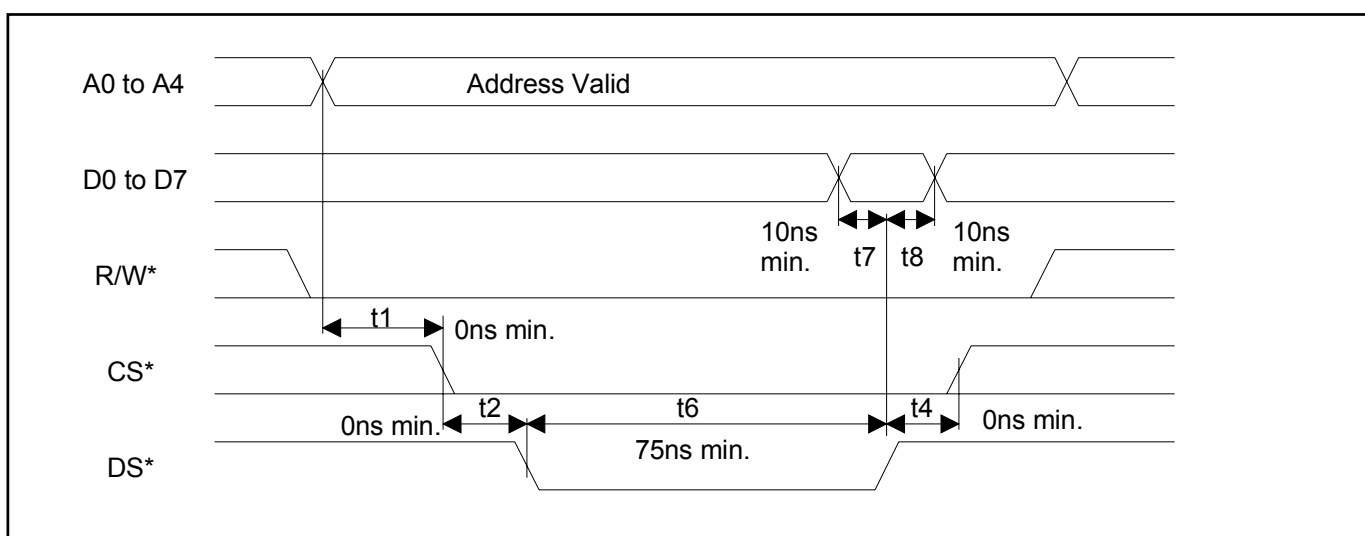 A0 to A4
Address Valid
D0 to D7
10ns
min.
t7
t8
10ns
min.
R/W*
t1
0ns min.
CS*
0ns min.
t2
t6
t4
0ns min.
75ns min.
DS*